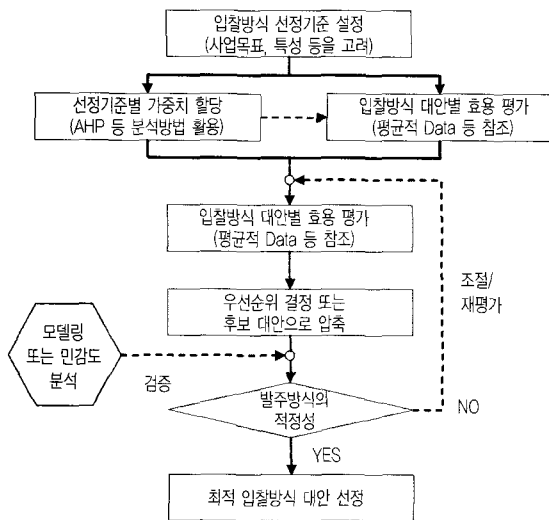 입찰방식 선정기준 설정
(사업목표, 특성 등을 고려)
선정기준별 가중치 할당
(AHP 등 분석방법 활용)
입찰방식 대안별 효용 평가
(평균적 Data 등 참조)
입찰방식 대안별 효용 평가
(평균적 Data 등 참조)
조절/
재평가
우선순위 결정 또는
후보 대안으로 압축
모델링
또는 민감도
분석
검증
발주방식의
적정성
NO
YES
최적 입찰방식 대안 선정